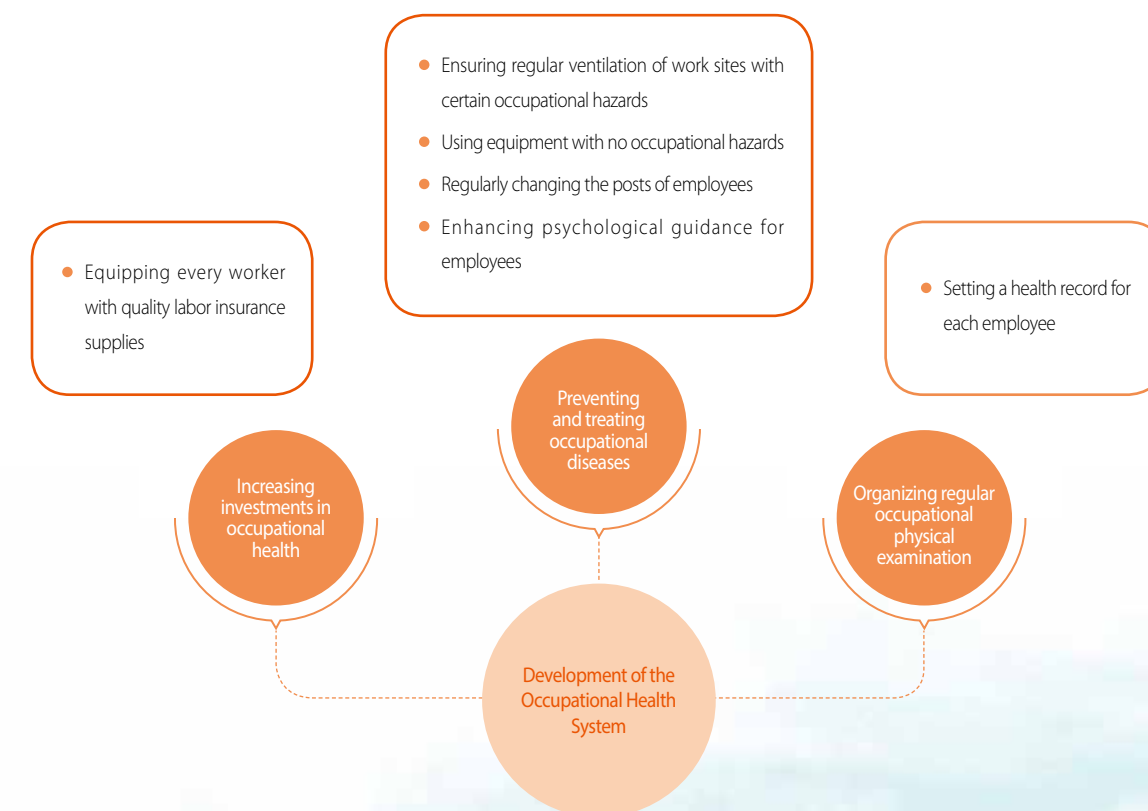 ● Ensuring regular ventilation of work sites with
certain occupational hazards
● Using equipment with no occupational hazards
● Regularly changing the posts of employees
● Enhancing psychological guidance for
employees
● Equipping every worker
with quality labor insurance
supplies
● Setting a health record for
each employee
Preventing
and treating
occupational
diseases
Increasing
investments in
occupational
health
Organizing regular
occupational
physical
examination
Development of the
Occupational Health
System